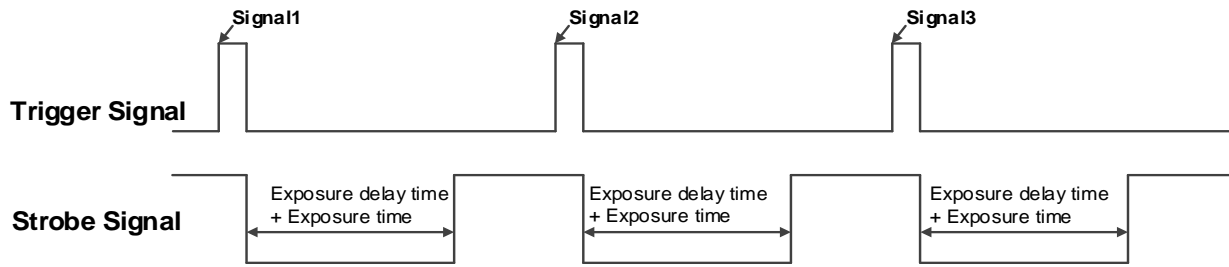 Signal1
Signal2
Signal3
Trigger Signal
Exposure delay time
+ Exposure time
Exposure delay time
+ Exposure time
Exposure delay time
+ Exposure time
Strobe Signal